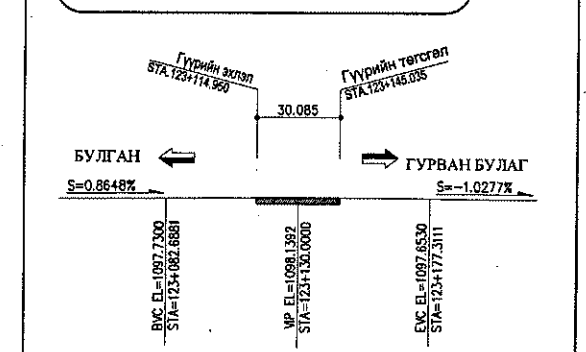 Гүүрийн эхлэл
STA.123+114.950
Гүүрийн төгсгөл
STA.123+145.035
30.085
БУЛГАН
ГУРВАН БУЛАГ
S=0.8648%
S=-1.0277%
BVC EL=1097.7300
STA=123+082.6881
VIP EL=1098.1392
STA=123+130.0000
EVC EL=1097.6530
STA=123+177.3111